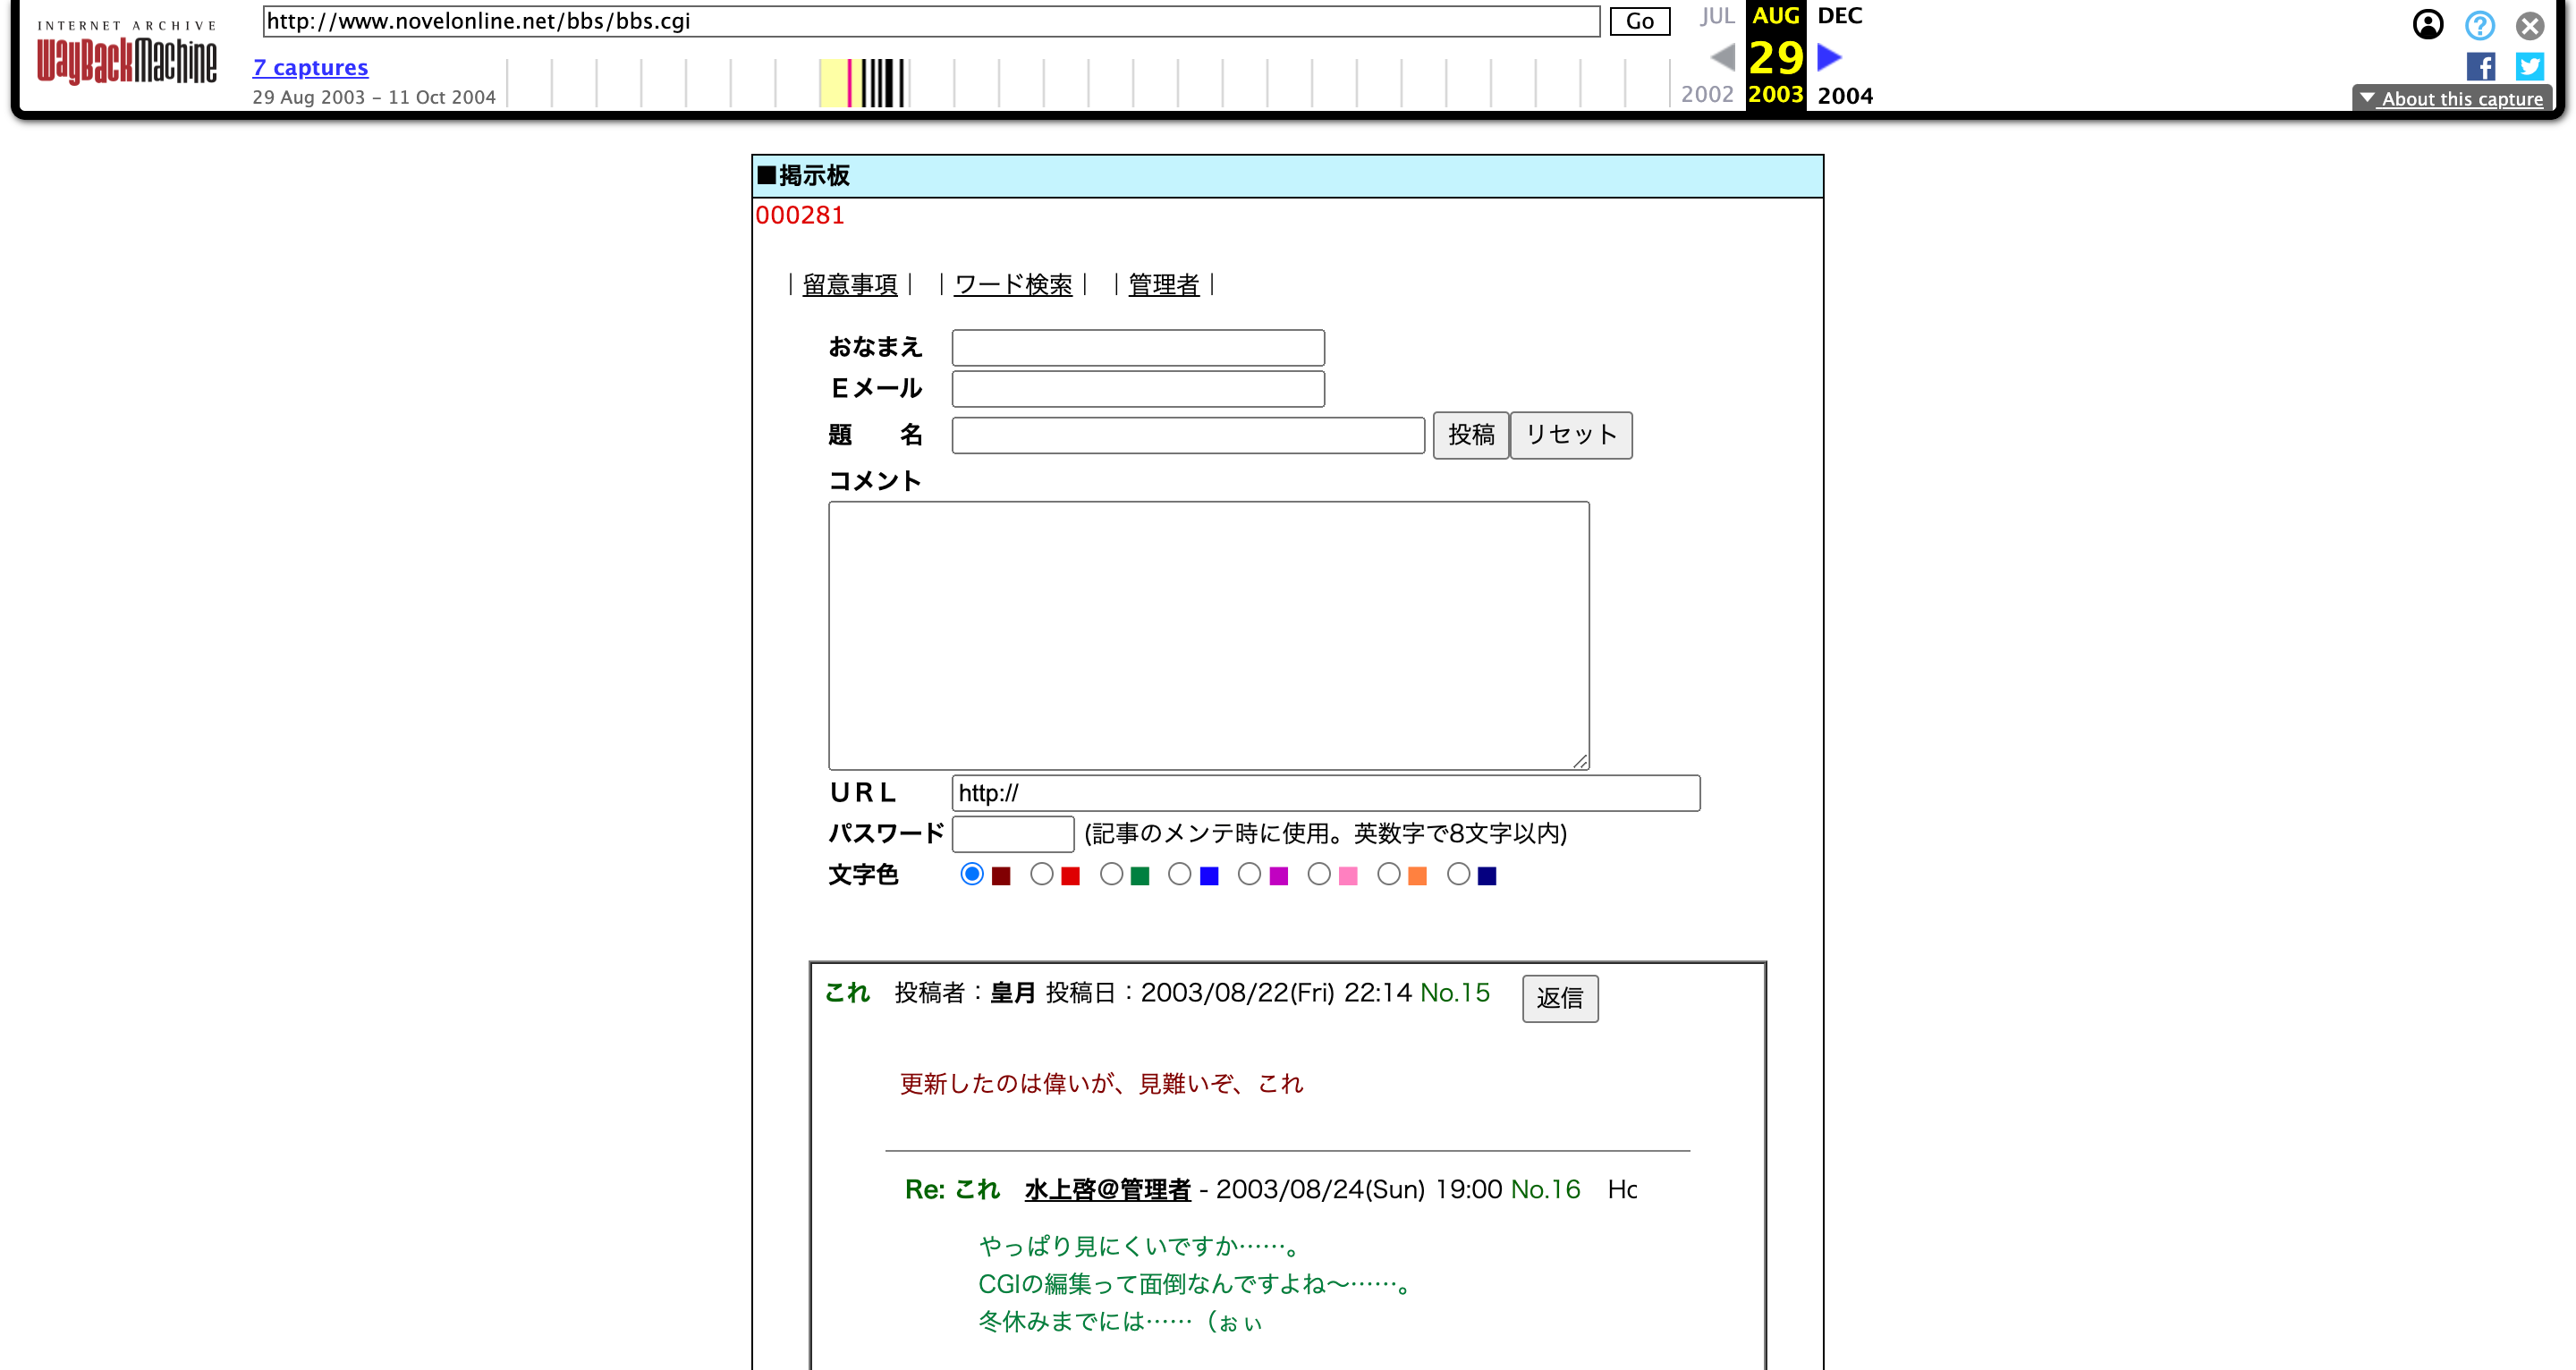 INTERNET ARCHIVE
WayBackMachine
http://www.novelonline.net/bbs/bbs.cgi
Go
JUL AUG DEC
29
2002 2003 2004
7 captures
29 Aug 2003 – 11 Oct 2004
About this capture
■掲示板
000281
｜留意事項｜ ｜ワード検索｜ ｜管理者｜
おなまえ
Ｅメール
題　　名
投稿 リセット
コメント
ＵＲＬ http://
パスワード (記事のメンテ時に使用。英数字で8文字以内)
文字色 ■ ■ ■ ■ ■ ■ ■ ■
これ 投稿者：皇月 投稿日：2003/08/22(Fri) 22:14 No.15 返信
更新したのは偉いが、見難いぞ、これ
Re: これ 水上啓＠管理者 - 2003/08/24(Sun) 19:00 No.16 Ho
やっぱり見にくいですか……。
CGIの編集って面倒なんですよね～……。
冬休みまでには……（ぉぃ